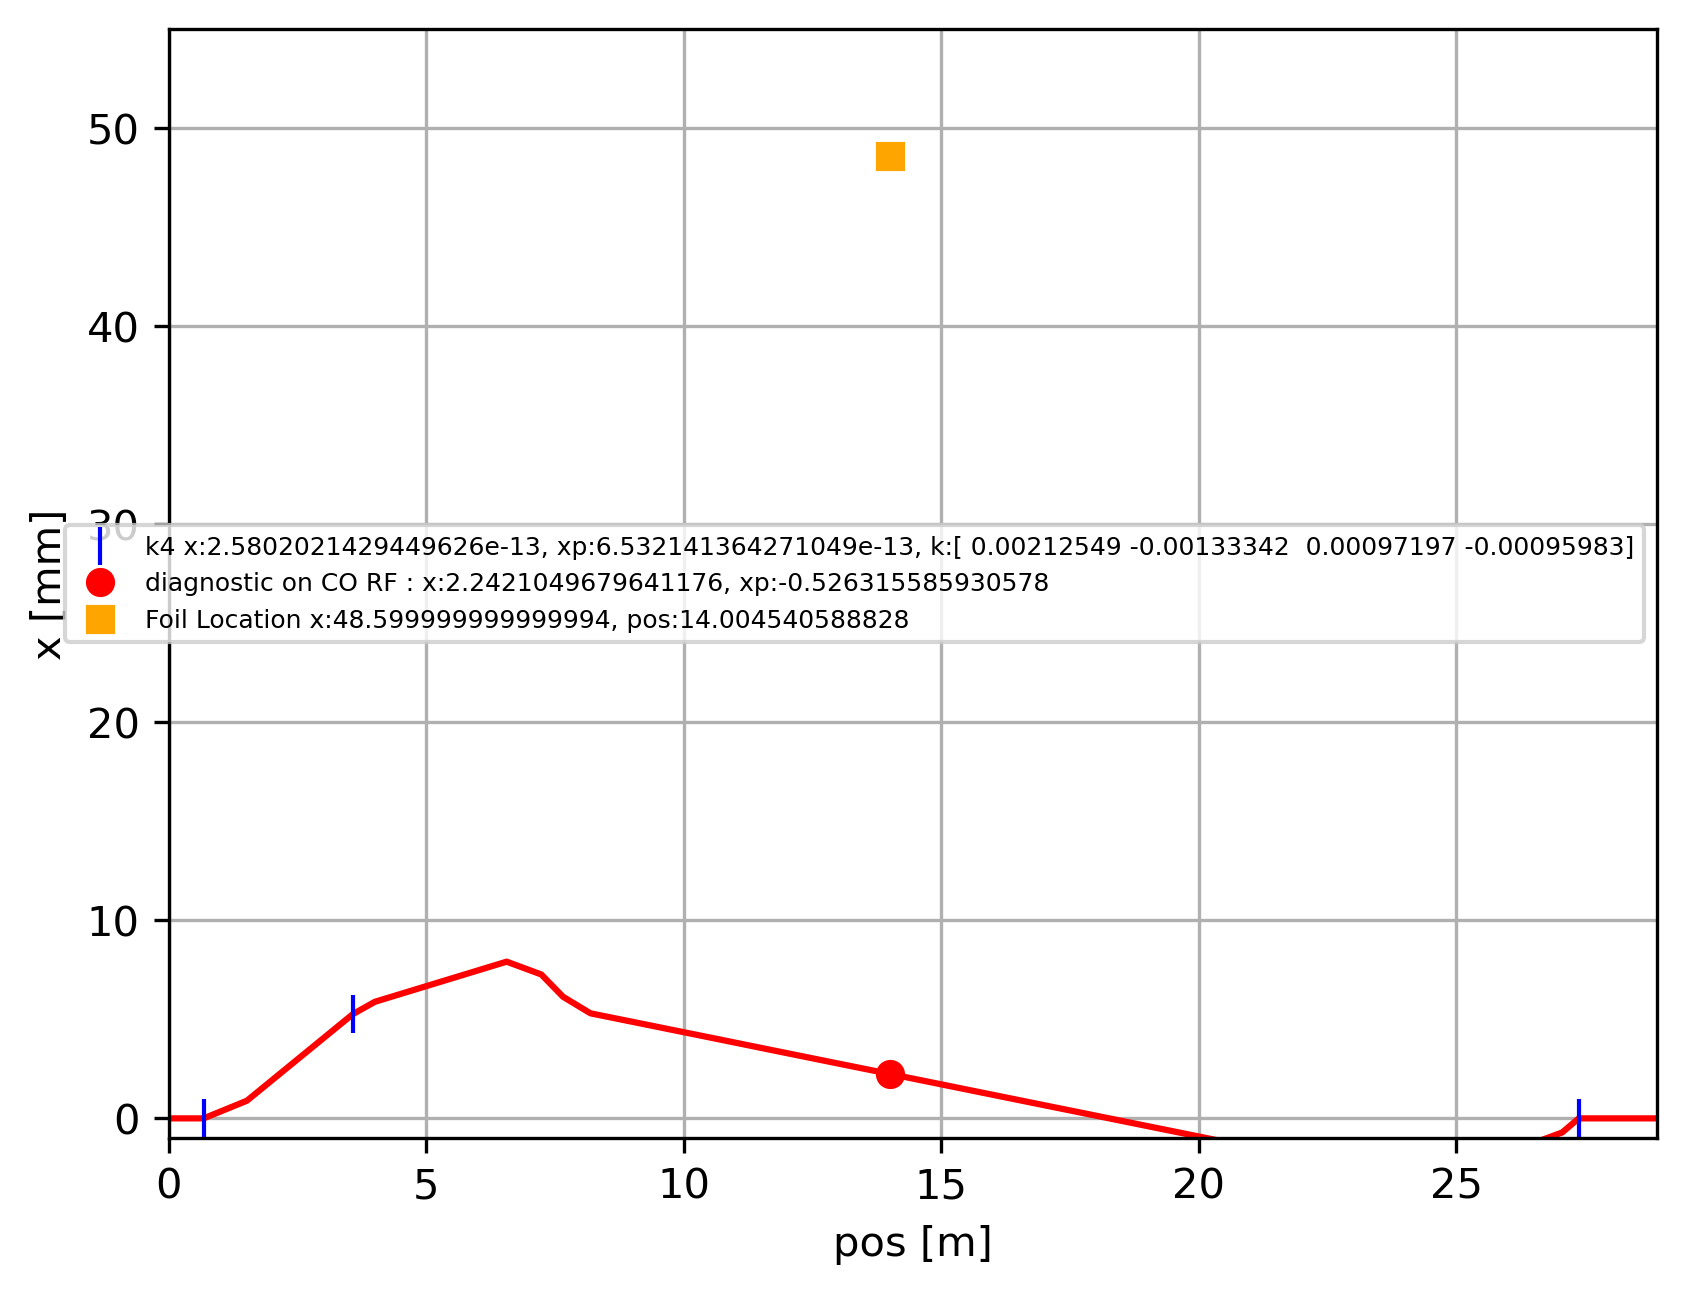 50
40
30
k4 x:2.5802021429449626e-13, xp:6.532141364271049e-13, k:[ 0.00212549 -0.00133342  0.00097197 -0.00095983]
diagnostic on CO RF : x:2.2421049679641176, xp:-0.526315585930578
Foil Location x:48.599999999999994, pos:14.004540588828
x [mm]
20
10
0
0 5 10 15 20 25
pos [m]